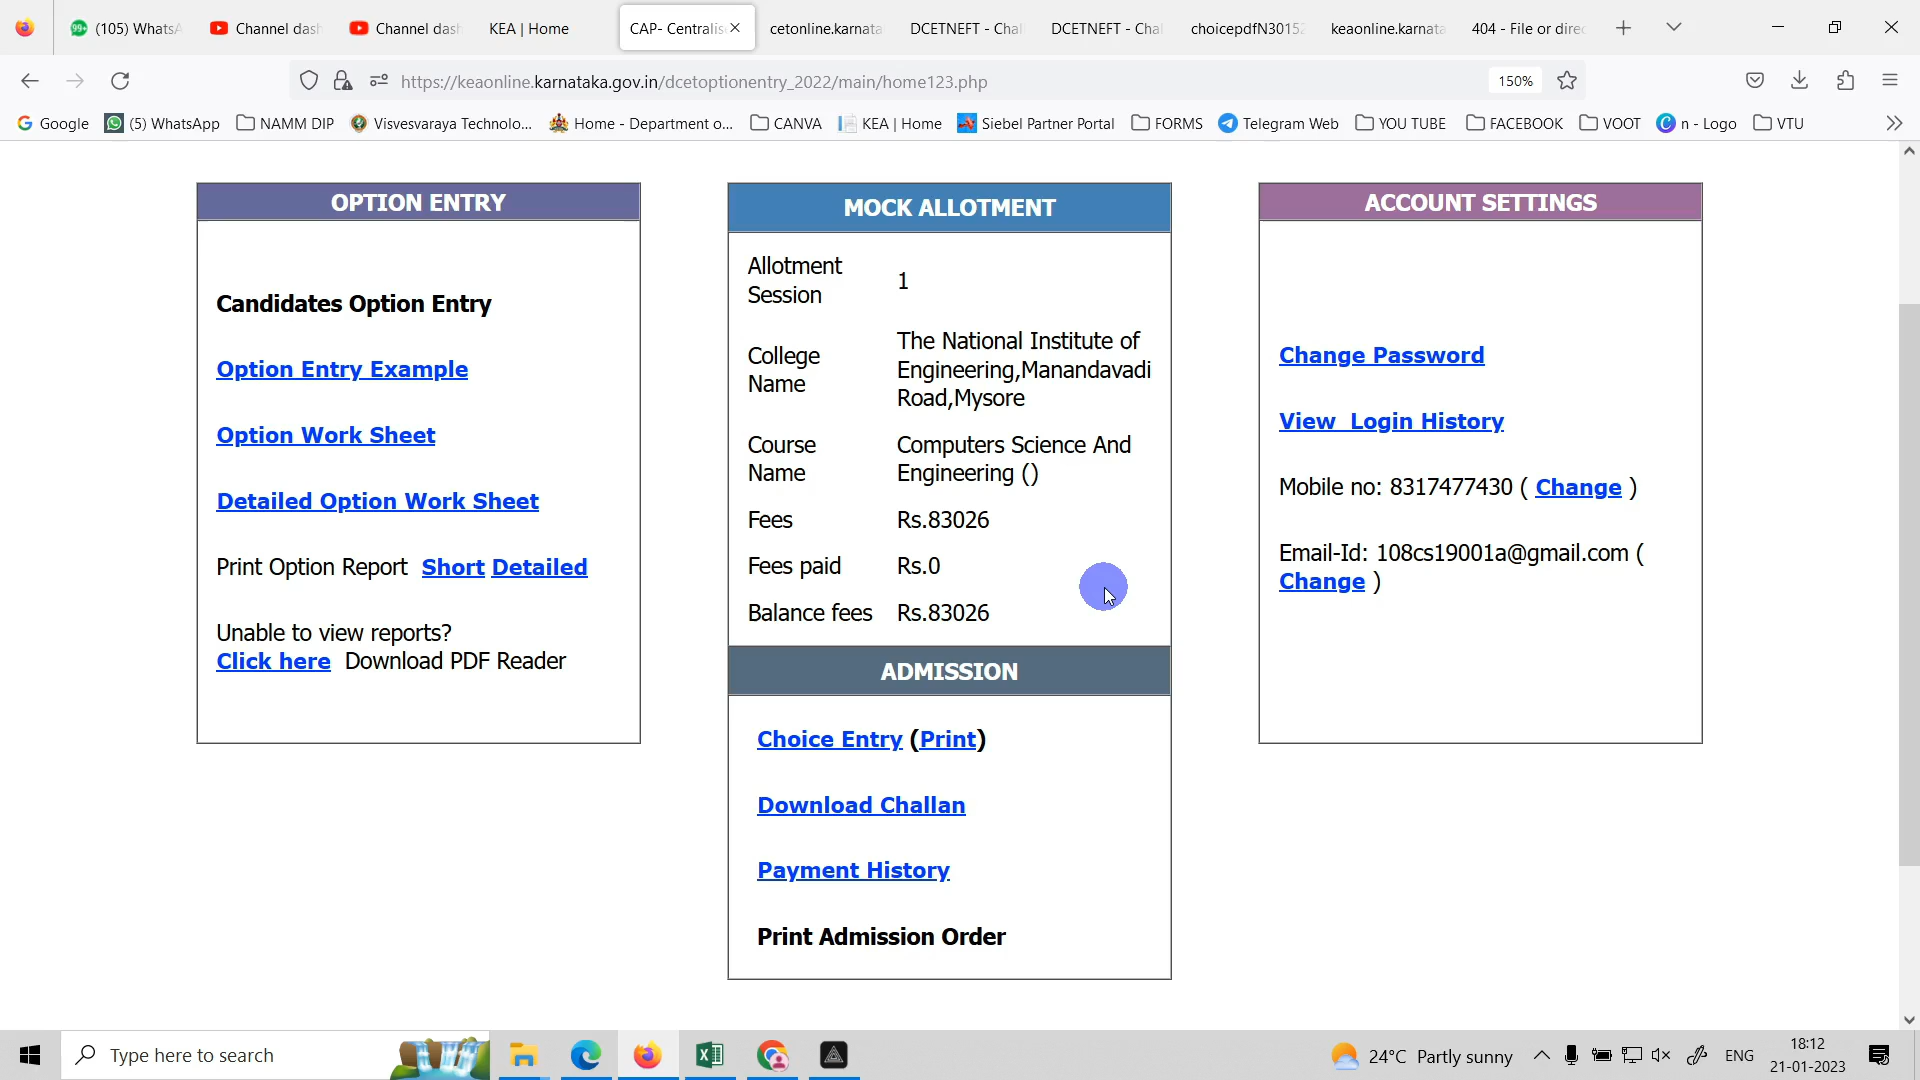 (105) WhatsA
Channel das
Channel das
KEA | Home
CAP- Centralis
cetonline.karnata
DCETNEFT - Chal
DCETNEFT - Chal
choicepdfN30152
keaonline.karnata
404 - File or direc
https://keaonline.karnataka.gov.in/dcetoptionentry_2022/main/home123.php
150%
Google
(5) WhatsApp
NAMM DIP
Visvesvaraya Technolo...
Home - Department o...
CANVA
KEA | Home
Siebel Partner Portal
FORMS
Telegram Web
YOU TUBE
FACEBOOK
VOOT
n - Logo
VTU
OPTION ENTRY
Candidates Option Entry
Option Entry Example
Option Work Sheet
Detailed Option Work Sheet
Print Option Report Short Detailed
Unable to view reports?
Click here Download PDF Reader
MOCK ALLOTMENT
Allotment
Session
1
College
Name
The National Institute of
Engineering,Manandavadi
Road,Mysore
Course
Name
Computers Science And
Engineering ()
Fees Rs.83026
Fees paid Rs.0
Balance fees Rs.83026
ADMISSION
Choice Entry (Print)
Download Challan
Payment History
Print Admission Order
ACCOUNT SETTINGS
Change Password
View Login History
Mobile no: 8317477430 ( Change )
Email-Id: 108cs19001a@gmail.com (
Change )
Type here to search
24°C Partly sunny
ENG
18:12
21-01-2023